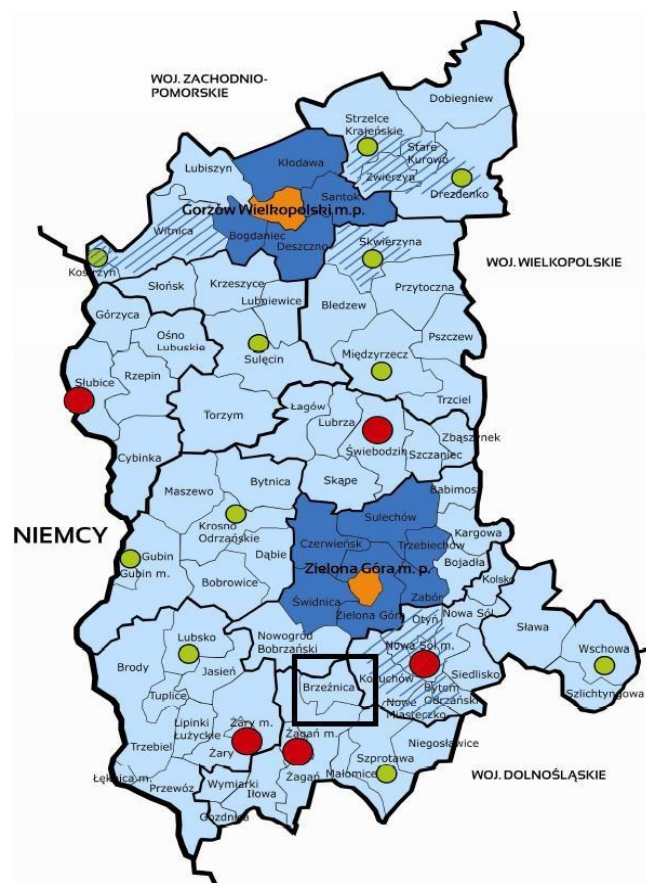 WOJ. ZACHODNIO-
POMORSKIE
Dobiegniew
Strzelce
Krajeńskie
Stare
Kurowo
Zwierzyn
Drezdenko
Kłodawa
Lubiszyn
Santok
Gorzów Wielkopolski m.p.
Witnica
Bogdaniec
Deszczno
Skwierzyna
WOJ. WIELKOPOLSKIE
Kostrzyn
Słońsk
Krzeszyce
Lubniewice
Bledzew
Przytoczna
Górzyca
Ośno
Lubuskie
Sulęcin
Międzyrzecz
Pszczew
Słubice
Rzepin
Trzciel
Torzym
Łagów
Lubrza
Świebodzin
Zbąszynek
Szczaniec
Cybinka
Skąpe
Maszewo
Bytnica
Babimost
NIEMCY
Krosno
Odrzańskie
Sulechów
Czerwieńsk
Trzebiechów
Kargowa
Gubin
Gubin m.
Dąbie
Bojadła
Kolsko
Zielona Góra m.p.
Bobrowice
Świdnica
Zielona Góra
Zabór
Otyń
Nowa Sól
Sława
Nowogród
Bobrzański
Lubsko
Nowa Sól m.
Wschowa
Brody
Jasień
Brzeźnica
Kożuchów
Siedlisko
Szlichtyngowa
Tuplice
Bytom
Odrzański
Nowe
Miasteczko
Lipinki
Łużyckie
Żary m.
Żagań m.
Niegosławice
Trzebiel
Żary
Szprotawa
Łęknica m.
Przewóz
Wymiarki
Iłowa
Żagań
Małomice
WOJ. DOLNOŚLĄSKIE
Gozdnica